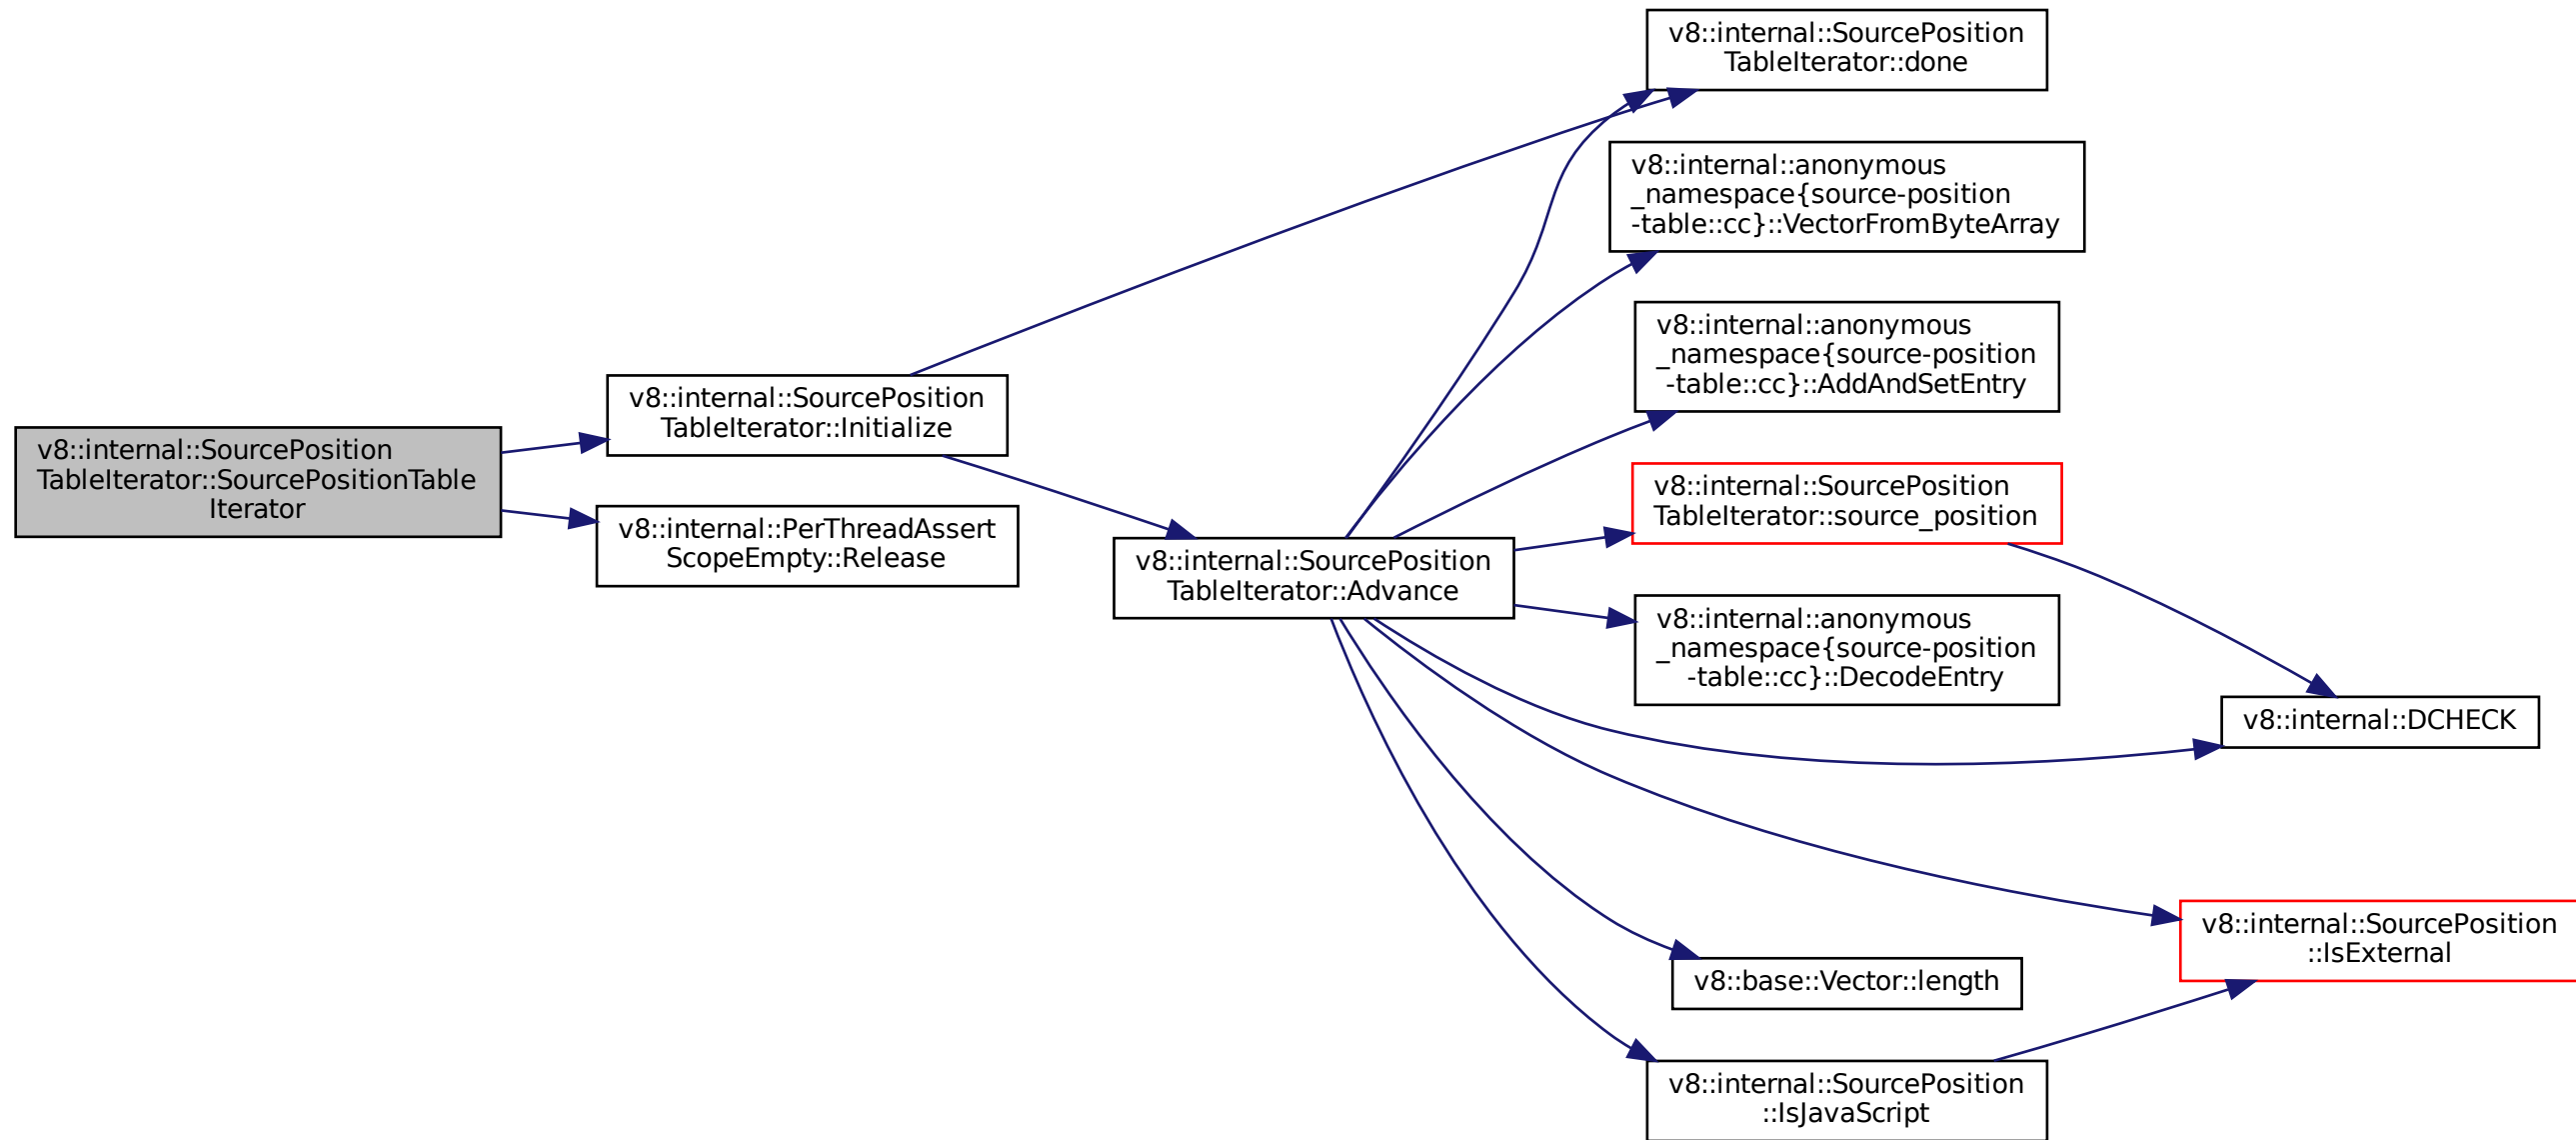 v8::internal::SourcePosition
TableIterator::SourcePositionTable
Iterator
v8::internal::SourcePosition
TableIterator::Initialize
v8::internal::PerThreadAssert
ScopeEmpty::Release
v8::internal::SourcePosition
TableIterator::Advance
v8::internal::SourcePosition
TableIterator::done
v8::internal::anonymous
_namespace{source-position
-table::cc}::VectorFromByteArray
v8::internal::anonymous
_namespace{source-position
-table::cc}::AddAndSetEntry
v8::internal::SourcePosition
TableIterator::source_position
v8::internal::anonymous
_namespace{source-position
-table::cc}::DecodeEntry
v8::internal::DCHECK
v8::internal::SourcePosition
::IsExternal
v8::base::Vector::length
v8::internal::SourcePosition
::IsJavaScript